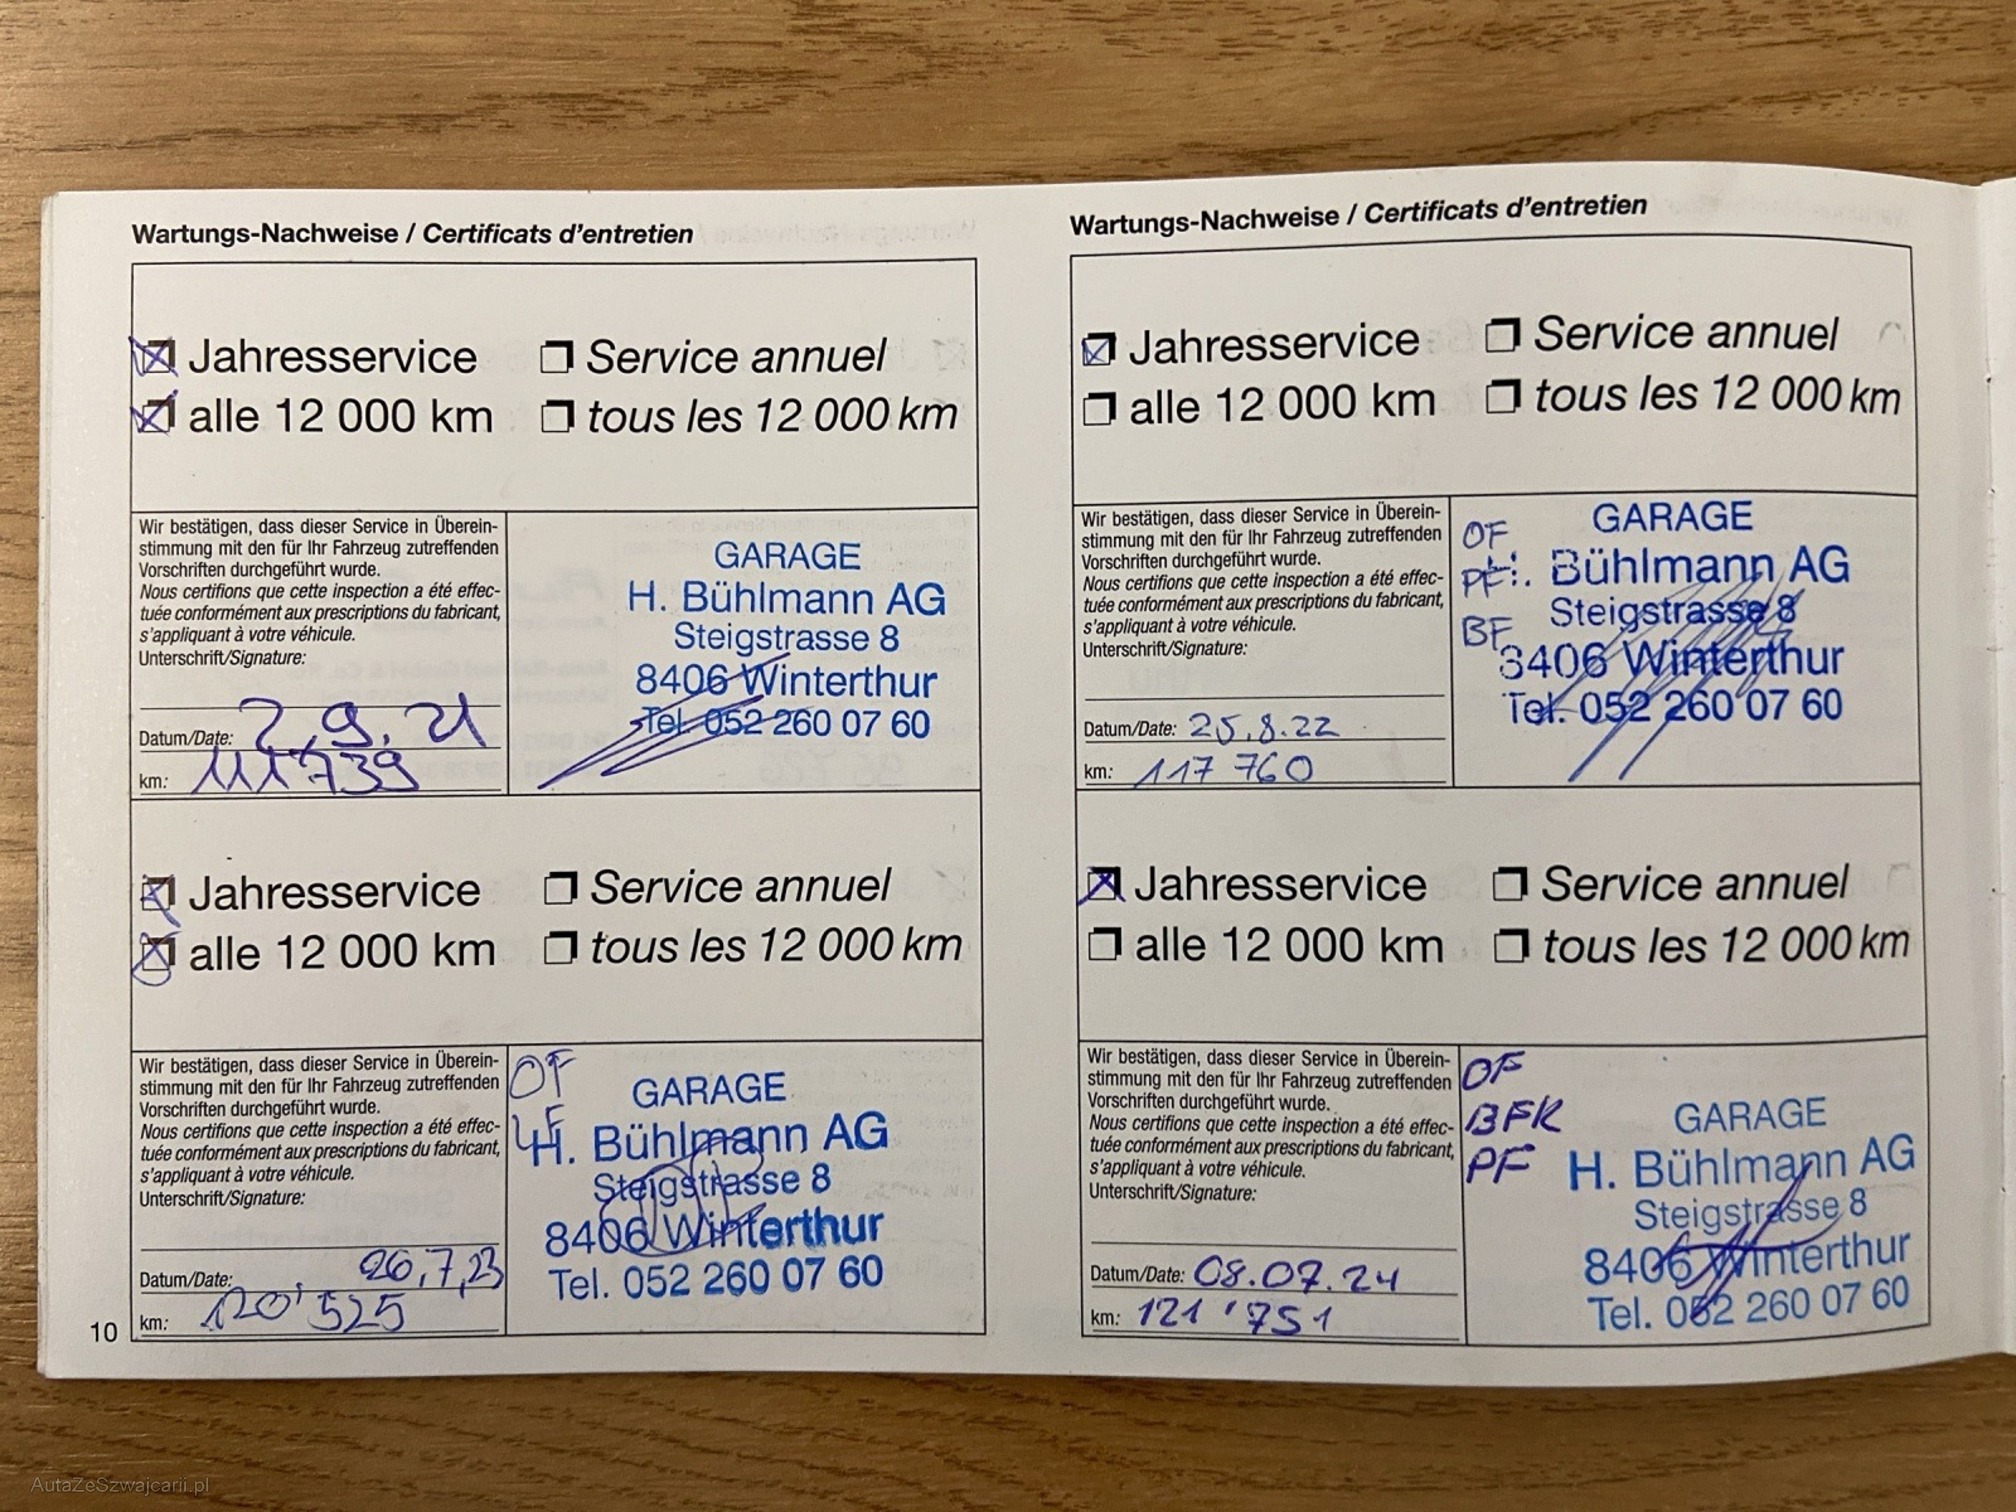 Wartungs-Nachweise / Certificats d'entretien
Jahresservice Service annuel
alle 12 000 km tous les 12 000 km
Wir bestätigen, dass dieser Service in Überein-
stimmung mit den für Ihr Fahrzeug zutreffenden
Vorschriften durchgeführt wurde.
Nous certifions que cette inspection a été effec-
tuée conformément aux prescriptions du fabricant,
s'appliquant à votre véhicule.
Unterschrift/Signature:
Datum/Date: 2.9.21
km: 111'739
GARAGE
H. Bühlmann AG
Steigstrasse 8
8406 Winterthur
Tel. 052 260 07 60
Jahresservice Service annuel
alle 12 000 km tous les 12 000 km
Wir bestätigen, dass dieser Service in Überein-
stimmung mit den für Ihr Fahrzeug zutreffenden
Vorschriften durchgeführt wurde.
Nous certifions que cette inspection a été effec-
tuée conformément aux prescriptions du fabricant,
s'appliquant à votre véhicule.
Unterschrift/Signature:
Datum/Date: 26.7.23
km: 120'525
OF
LF
GARAGE
H. Bühlmann AG
Steigstrasse 8
8406 Winterthur
Tel. 052 260 07 60
10
Wartungs-Nachweise / Certificats d'entretien
Jahresservice Service annuel
alle 12 000 km tous les 12 000 km
Wir bestätigen, dass dieser Service in Überein-
stimmung mit den für Ihr Fahrzeug zutreffenden
Vorschriften durchgeführt wurde.
Nous certifions que cette inspection a été effec-
tuée conformément aux prescriptions du fabricant,
s'appliquant à votre véhicule.
Unterschrift/Signature:
Datum/Date: 25.8.22
km: 117 760
OF
PF
BF
GARAGE
H. Bühlmann AG
Steigstrasse 8
8406 Winterthur
Tel. 052 260 07 60
Jahresservice Service annuel
alle 12 000 km tous les 12 000 km
Wir bestätigen, dass dieser Service in Überein-
stimmung mit den für Ihr Fahrzeug zutreffenden
Vorschriften durchgeführt wurde.
Nous certifions que cette inspection a été effec-
tuée conformément aux prescriptions du fabricant,
s'appliquant à votre véhicule.
Unterschrift/Signature:
Datum/Date: 08.07.24
km: 121'751
OF
BFK
PF
GARAGE
H. Bühlmann AG
Steigstrasse 8
8406 Winterthur
Tel. 052 260 07 60
AutaZeSzwajcarii.pl